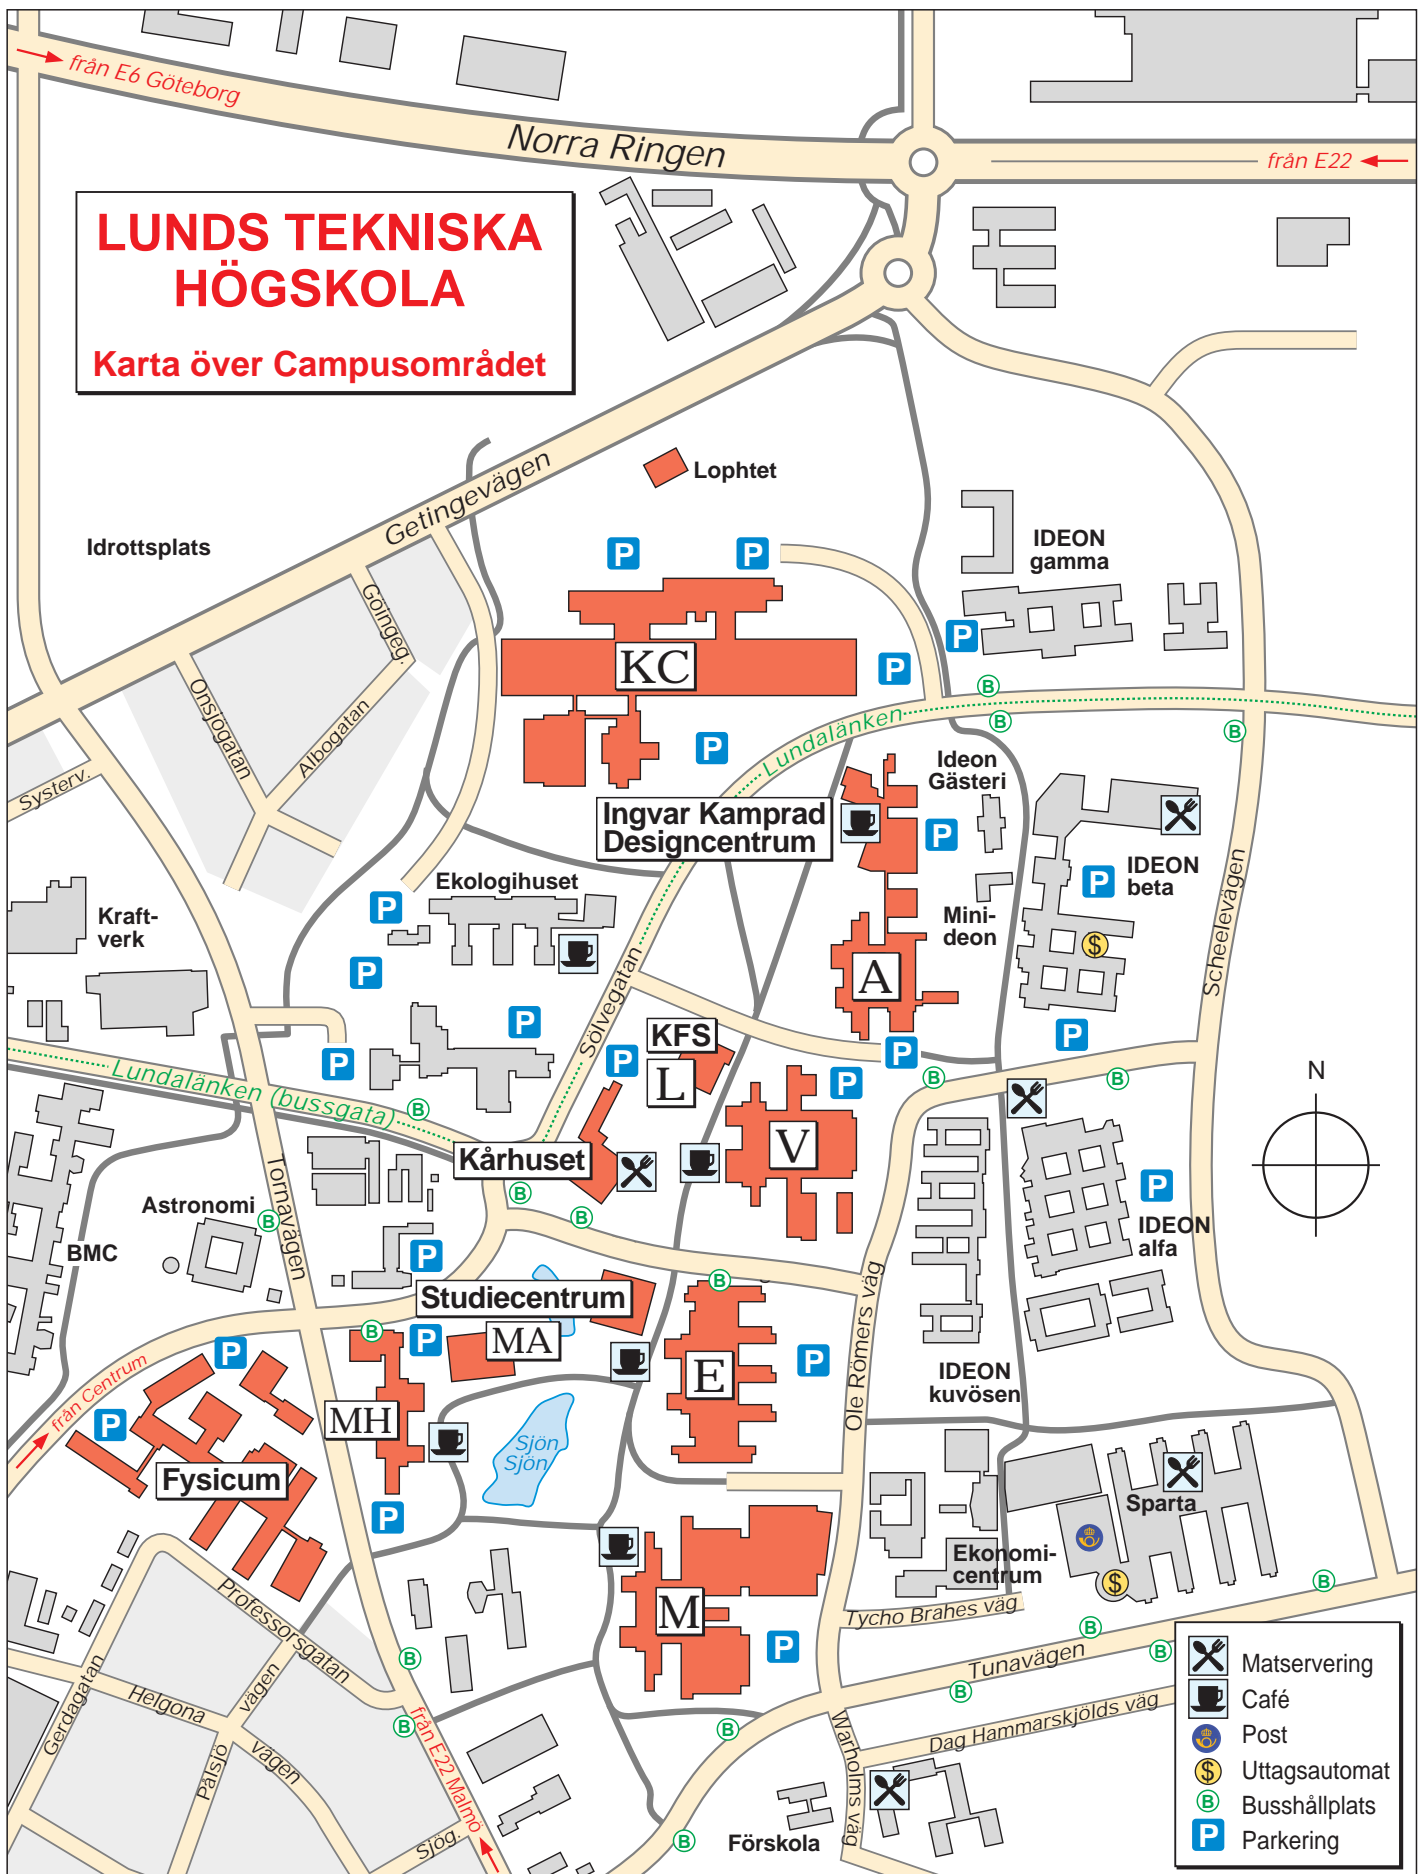 från E6 Göteborg
Norra Ringen
från E22
LUNDS TEKNISKA
HÖGSKOLA
Karta över Campusområdet
Getingevägen
Lophtet
Idrottsplats
IDEON
gamma
P
P
Göingeg.
P
KC
P
Onsjögatan
Albogatan
B
B
B
Lundalänken
P
Systerv.
Ideon
Gästeri
Ingvar Kamprad
Designcentrum
P
IDEON
beta
P
Ekologihuset
P
Kraft-
verk
Mini-
deon
$
Scheelevägen
P
A
Sölvegatan
P
KFS
P
P
P
P
L
P
B
B
N
Lundalänken (bussgata)
B
V
Kårhuset
Tornavägen
Astronomi
B
B
B
P
IDEON
alfa
BMC
P
Studiecentrum
B
Ole Römers väg
B
P
MA
P
E
P
IDEON
kuvösen
från Centrum
P
MH
Sjön
Sjön
Fysicum
P
Sparta
Ekonomi-
centrum
$
B
M
Tycho Brahes väg
Professorsgatan
P
B
B
B
Tunavägen
B
Gerdagatan
Helgona
vägen
vägen
Pålsjö
B
från E22 Malmö
B
Warholms väg
Dag Hammarskjölds väg
Sjög.
B
Förskola
Matservering
Café
Post
$ Uttagsautomat
B Busshållplats
P Parkering